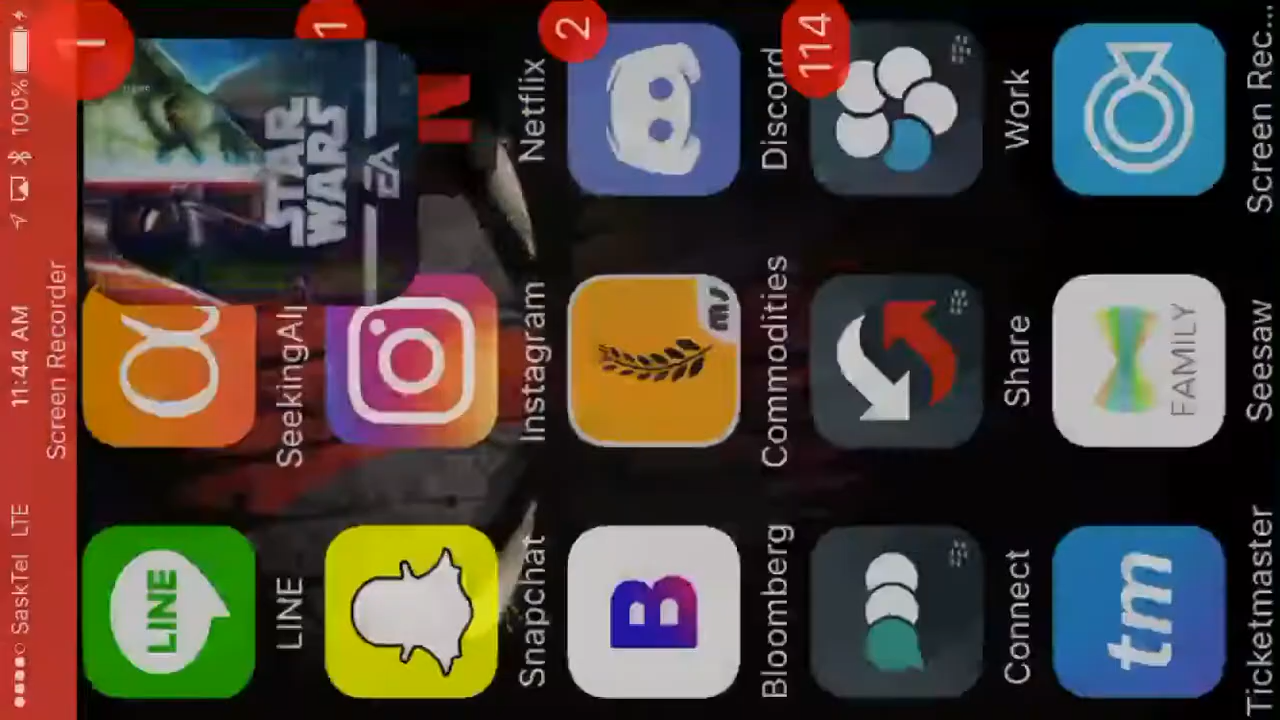 SaskTel LTE 11:44 AM 100%
Screen Recorder
1
1
LINE
STAR
WARS
EA
LINE SeekingAl
Snapchat Instagram Netflix
2
B
MJ
Bloomberg Commodities Discord
114
Connect Share Work
tm
FAMILY
Ticketmaster Seesaw Screen Rec...